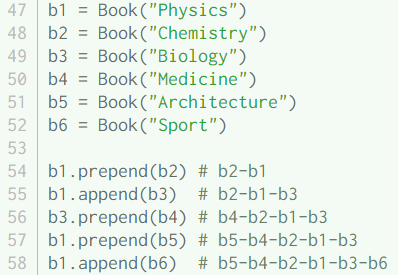 47 b1 = Book("Physics")
48 b2 = Book("Chemistry")
49 b3 = Book("Biology")
50 b4 = Book("Medicine")
51 b5 = Book("Architecture")
52 b6 = Book("Sport")
53
54 b1.prepend(b2) # b2-b1
55 b1.append(b3)  # b2-b1-b3
56 b3.prepend(b4) # b4-b2-b1-b3
57 b1.prepend(b5) # b5-b4-b2-b1-b3
58 b1.append(b6)  # b5-b4-b2-b1-b3-b6